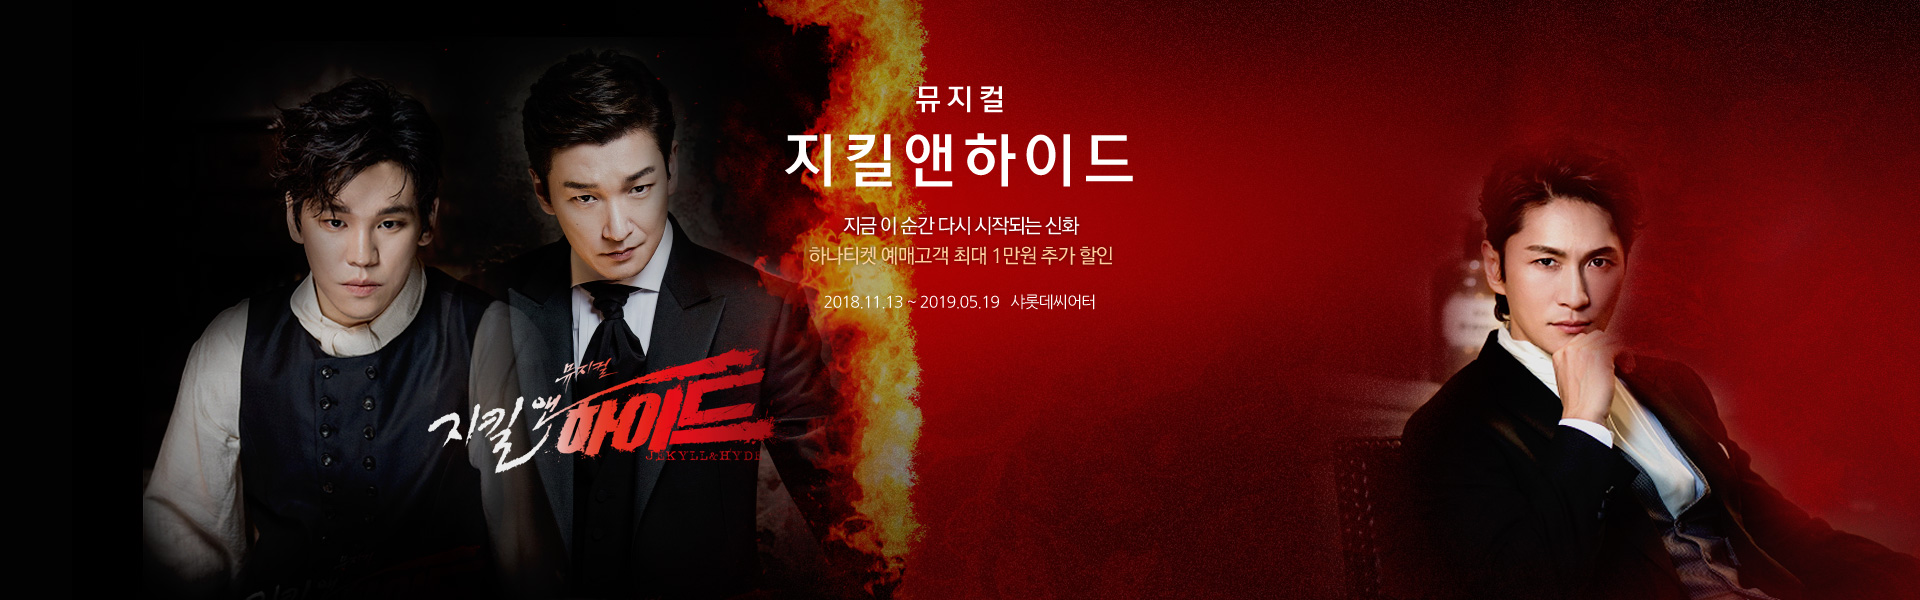 뮤지컬
지킬앤하이드
지금 이 순간 다시 시작되는 신화
하나티켓 예매고객 최대 1만원 추가 할인
2018.11.13 ~ 2019.05.19 샤롯데씨어터
뮤지컬
지킬앤하이드
JEKYLL&HYDE